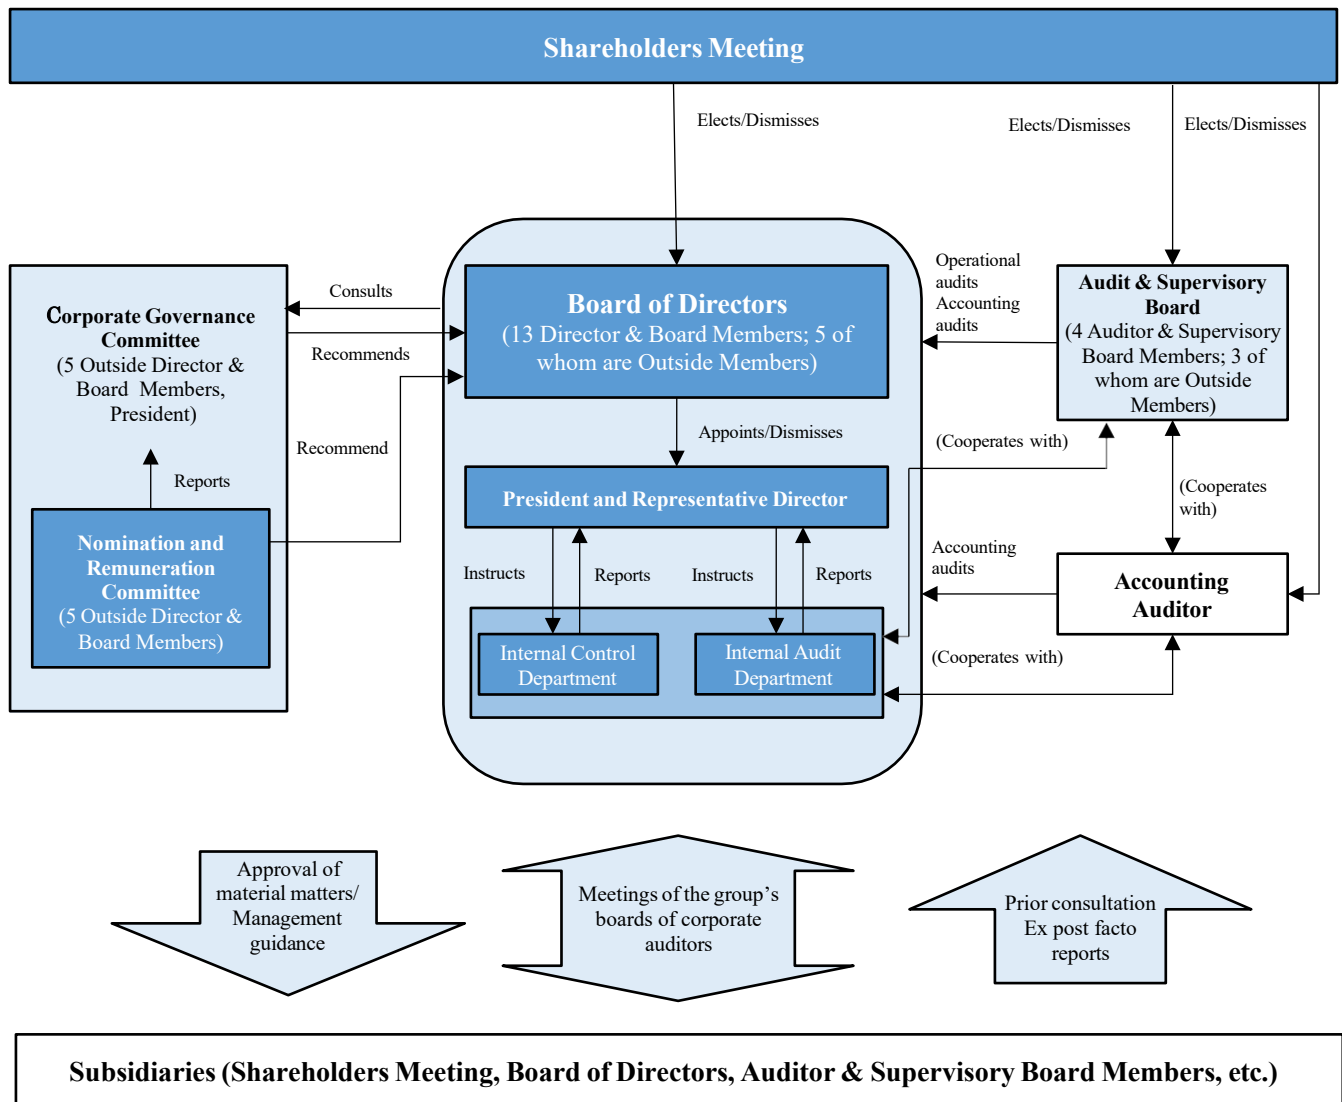 Shareholders Meeting
Elects/Dismisses
Elects/Dismisses
Elects/Dismisses
Corporate Governance
Committee
(5 Outside Director &
Board Members,
President)
Reports
Nomination and
Remuneration
Committee
(5 Outside Director &
Board Members)
Consults
Recommends
Recommend
Board of Directors
(13 Director & Board Members; 5 of
whom are Outside Members)
Appoints/Dismisses
President and Representative Director
Instructs
Reports
Instructs
Reports
Internal Control
Department
Internal Audit
Department
Operational
audits
Accounting
audits
Audit & Supervisory
Board
(4 Auditor & Supervisory
Board Members; 3 of
whom are Outside
Members)
(Cooperates with)
(Cooperates
with)
Accounting
audits
Accounting
Auditor
(Cooperates with)
Approval of
material matters/
Management
guidance
Meetings of the group’s
boards of corporate
auditors
Prior consultation
Ex post facto
reports
Subsidiaries (Shareholders Meeting, Board of Directors, Auditor & Supervisory Board Members, etc.)